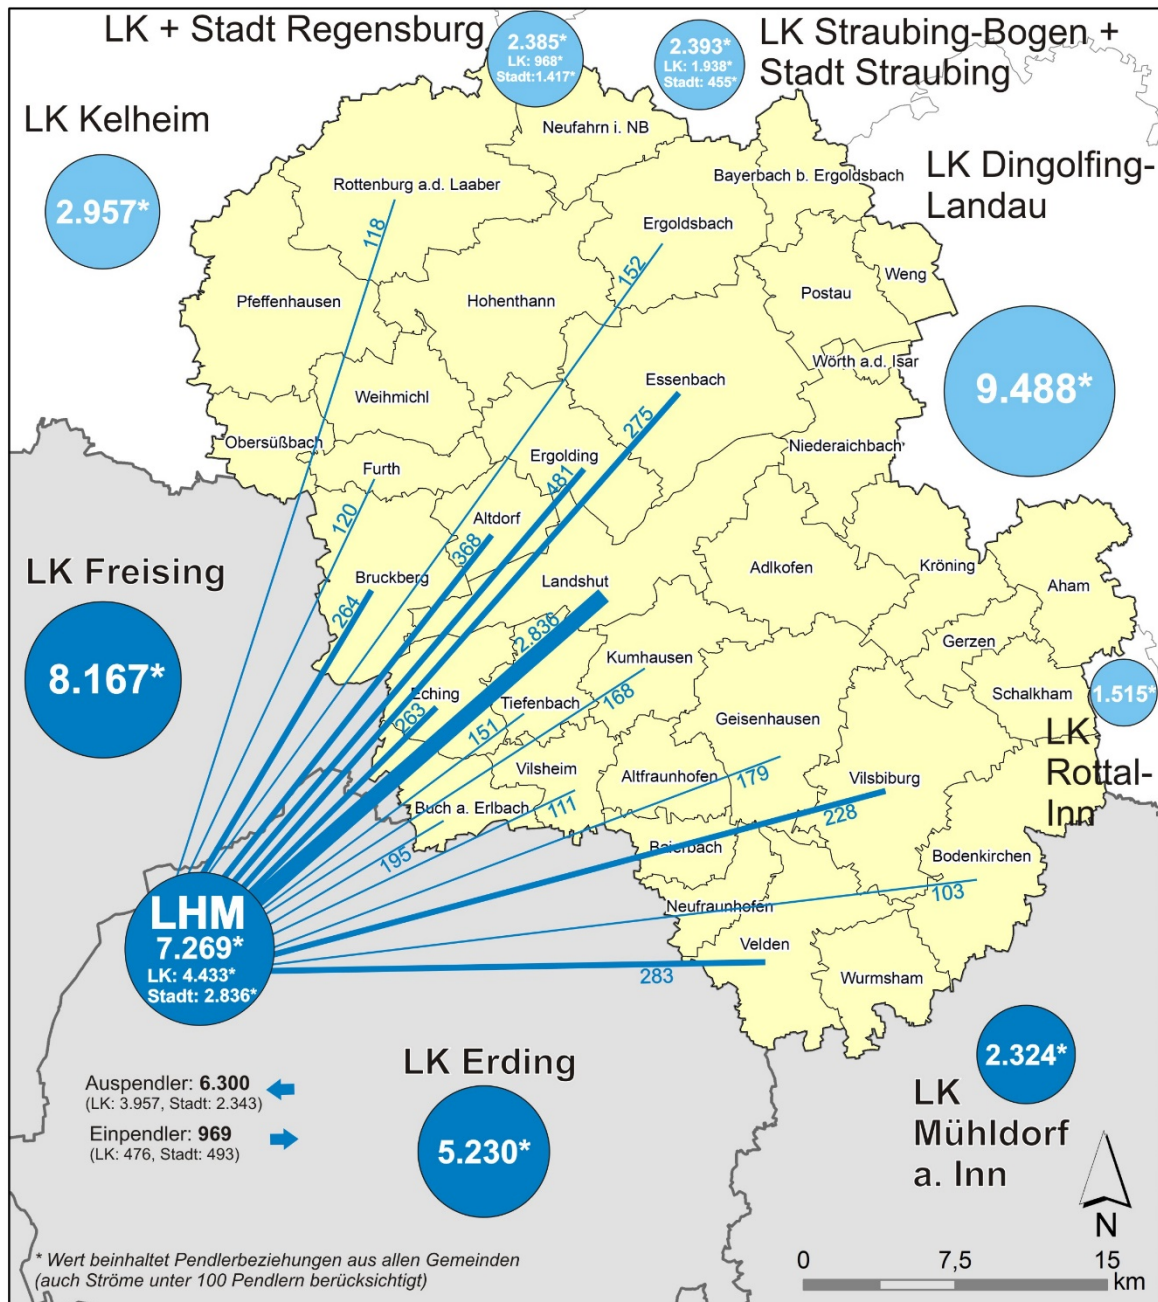 LK + Stadt Regensburg
2.385*
LK: 968*
Stadt:1.417*
2.393*
LK: 1.938*
Stadt: 455*
LK Straubing-Bogen +
Stadt Straubing
LK Kelheim
2.957*
LK Dingolfing-
Landau
9.488*
Neufahrn i. NB
Bayerbach b. Ergoldsbach
Rottenburg a.d. Laaber
118
Ergoldsbach
152
Weng
Postau
Pfeffenhausen
Hohenthann
Wörth a.d. Isar
Essenbach
275
Weihmichl
Obersüßbach
Niederaichbach
Ergolding
481
Furth
120
Altdorf
368
LK Freising
8.167*
Bruckberg
264
Landshut
2.836
Adlkofen
Kröning
Aham
Gerzen
Kumhausen
168
Schalkham
1.515*
LK
Rottal-
Inn
Eching
263
Tiefenbach
151
Geisenhausen
179
Vilsheim
111
Altfraunhofen
Vilsbiburg
228
Buch a. Erlbach
195
Baierbach
Bodenkirchen
103
Neufraunhofen
Velden
283
Wurmsham
LHM
7.269*
LK: 4.433*
Stadt: 2.836*
LK Erding
5.230*
2.324*
LK
Mühldorf
a. Inn
Auspendler: 6.300
(LK: 3.957, Stadt: 2.343)
Einpendler: 969
(LK: 476, Stadt: 493)
N
* Wert beinhaltet Pendlerbeziehungen aus allen Gemeinden
(auch Ströme unter 100 Pendlern berücksichtigt)
0 7,5 15
km